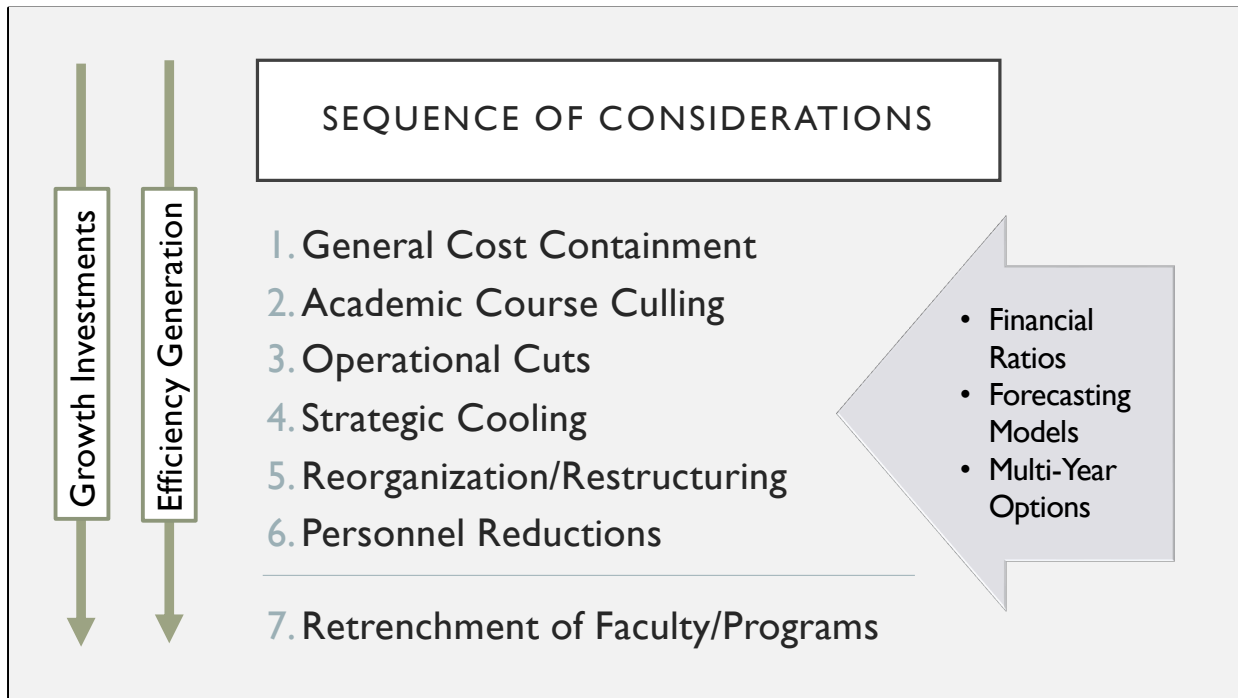 SEQUENCE OF CONSIDERATIONS
Growth Investments
Efficiency Generation
1. General Cost Containment
2. Academic Course Culling
3. Operational Cuts
4. Strategic Cooling
5. Reorganization/Restructuring
6. Personnel Reductions
7. Retrenchment of Faculty/Programs
• Financial
Ratios
• Forecasting
Models
• Multi-Year
Options